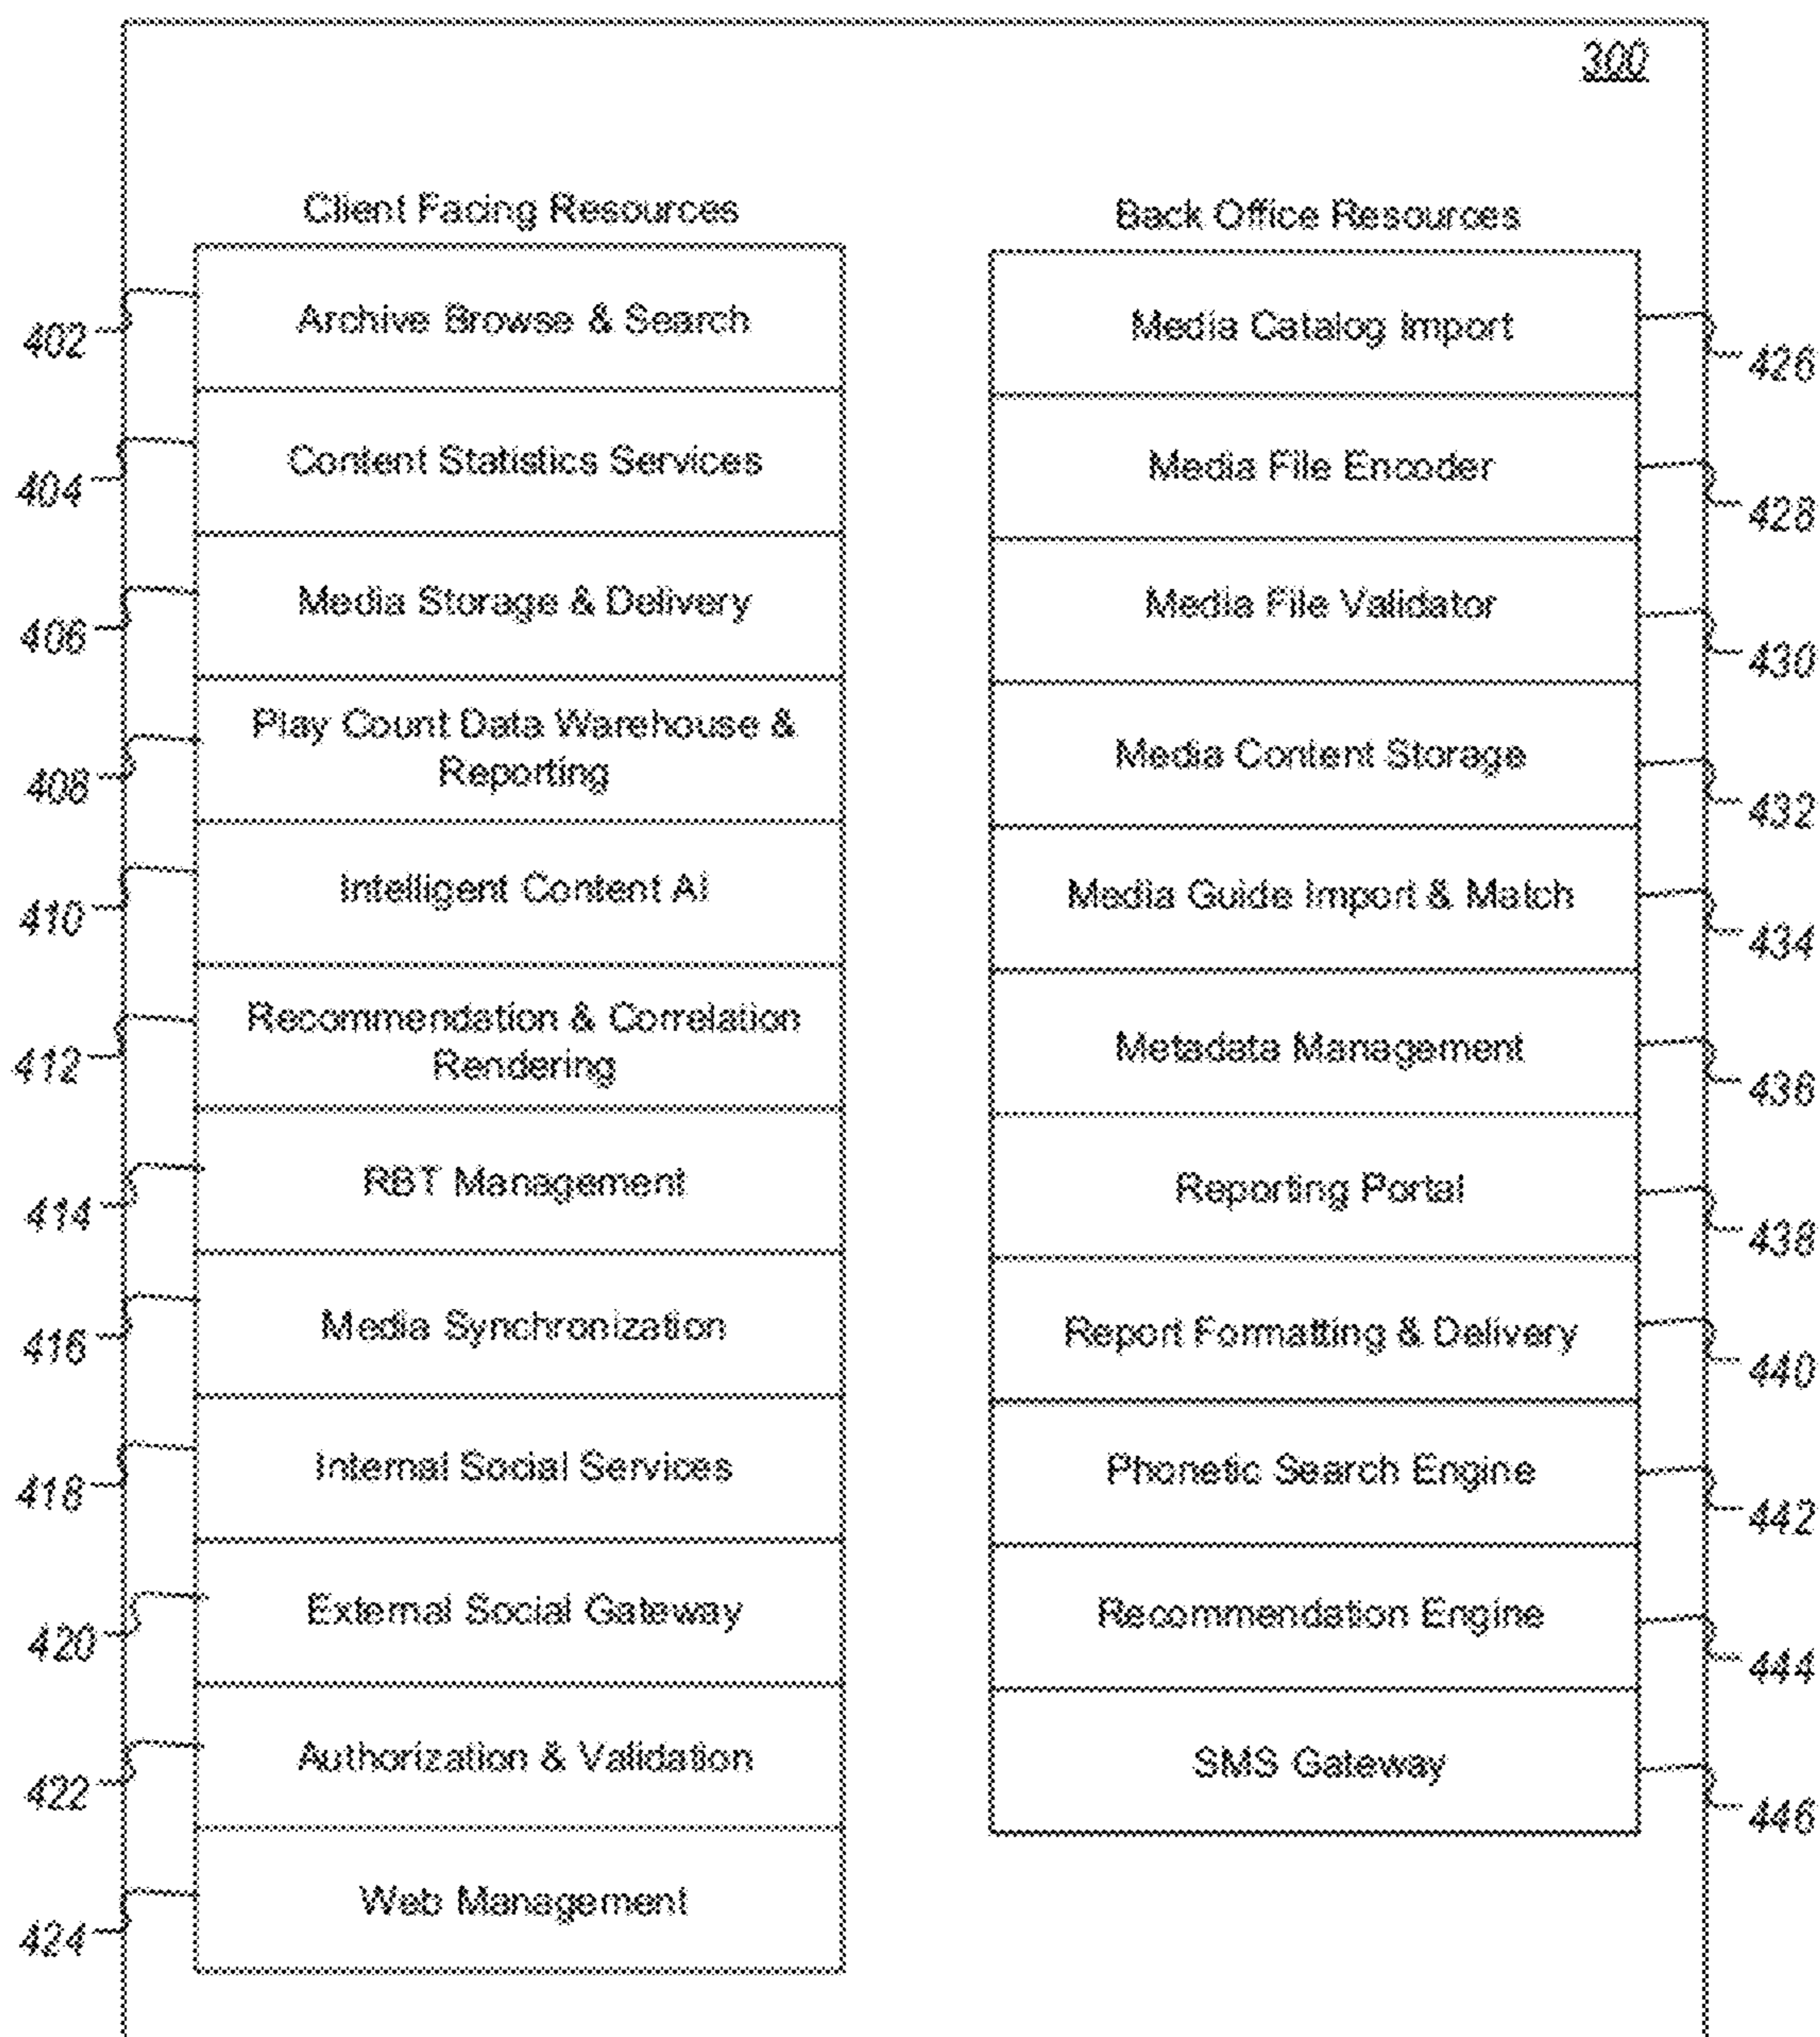 300
Client Facing Resources
402
Archive Browse & Search
404
Content Statistics Services
406
Media Storage & Delivery
408
Play Count Data Warehouse &
Reporting
410
Intelligent Content AI
412
Recommendation & Correlation
Rendering
414
RBT Management
416
Media Synchronization
418
Internal Social Services
420
External Social Gateway
422
Authorization & Validation
424
Web Management
Back Office Resources
Media Catalog Import
426
Media File Encoder
428
Media File Validator
430
Media Content Storage
432
Media Guide Import & Match
434
Metadata Management
436
Reporting Portal
438
Report Formatting & Delivery
440
Phonetic Search Engine
442
Recommendation Engine
444
SMS Gateway
446